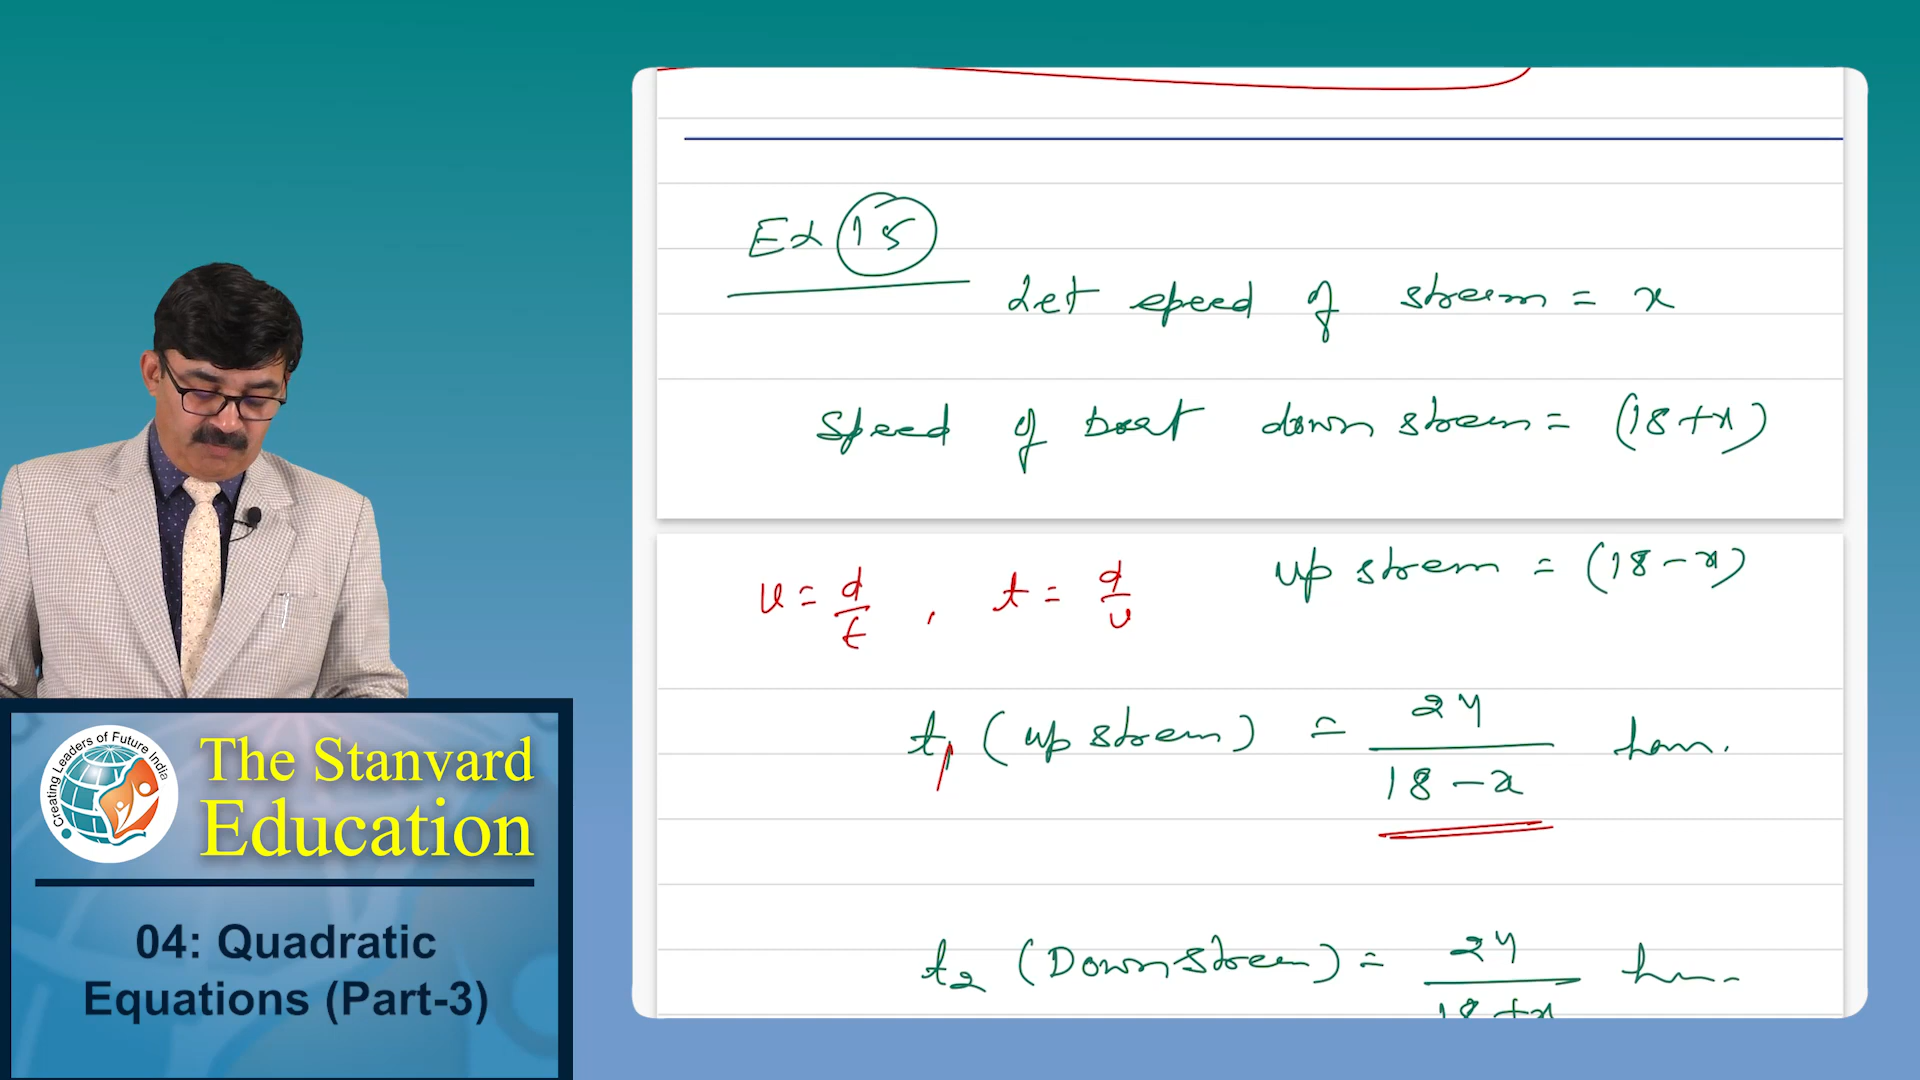 Ex 15
Let speed of stream = x
Speed of boat down stream = (18+x)
up stream = (18-x)
u = d/t , t = d/u
t1 (up stream) = 24/(18-x) hour.
t2 (Down stream) = 24/(18+x) hr.
Creating Leaders of Future India
The Stanvard
Education
04: Quadratic
Equations (Part-3)